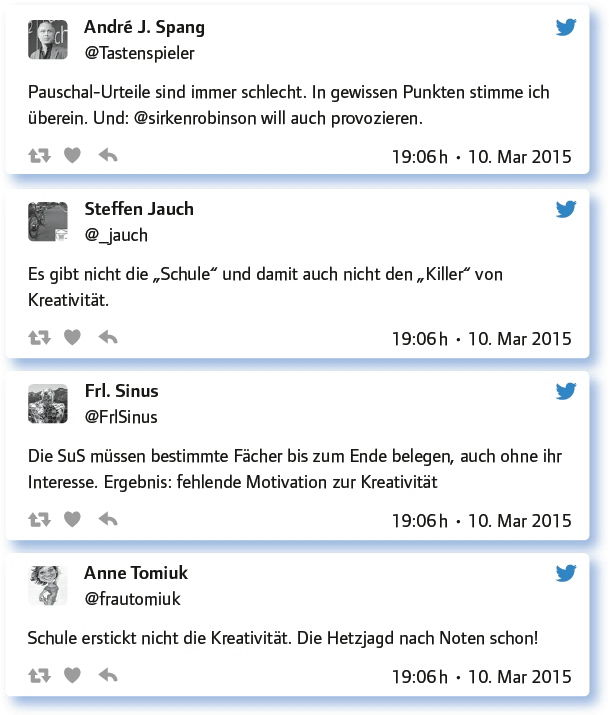 André J. Spang
@Tastenspieler
Pauschal-Urteile sind immer schlecht. In gewissen Punkten stimme ich
überein. Und: @sirkenrobinson will auch provozieren.
19:06 h • 10. Mar 2015
Steffen Jauch
@_jauch
Es gibt nicht die „Schule“ und damit auch nicht den „Killer“ von
Kreativität.
19:06 h • 10. Mar 2015
Frl. Sinus
@FrlSinus
Die SuS müssen bestimmte Fächer bis zum Ende belegen, auch ohne ihr
Interesse. Ergebnis: fehlende Motivation zur Kreativität
19:06 h • 10. Mar 2015
Anne Tomiuk
@frautomiuk
Schule erstickt nicht die Kreativität. Die Hetzjagd nach Noten schon!
19:06 h • 10. Mar 2015